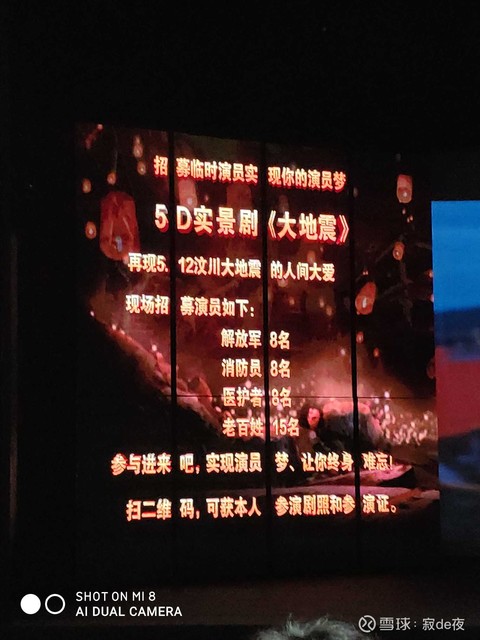 招募临时演员实现你的演员梦
5D实景剧《大地震》
再现5.12汶川大地震的人间大爱
现场招募演员如下：
解放军 8名
消防员 8名
医护者 8名
老百姓 15名
参与进来吧，实现演员梦、让你终身难忘！
扫二维码，可获本人参演剧照和参演证。
SHOT ON MI 8
AI DUAL CAMERA
雪球：寂de夜